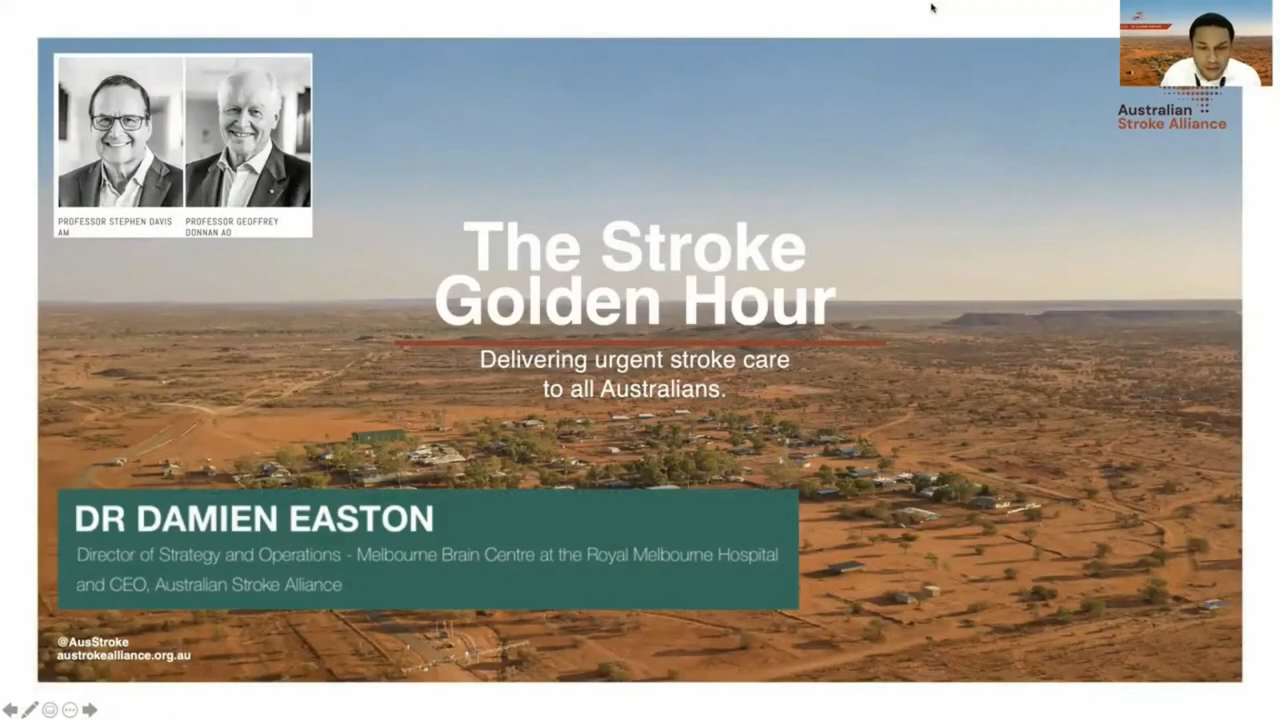 PROFESSOR STEPHEN DAVIS
AM
PROFESSOR GEOFFREY
DONNAN AO
Australian
Stroke Alliance
The Stroke
Golden Hour
Delivering urgent stroke care
to all Australians.
DR DAMIEN EASTON
Director of Strategy and Operations - Melbourne Brain Centre at the Royal Melbourne Hospital
and CEO, Australian Stroke Alliance
@AusStroke
austrokealliance.org.au